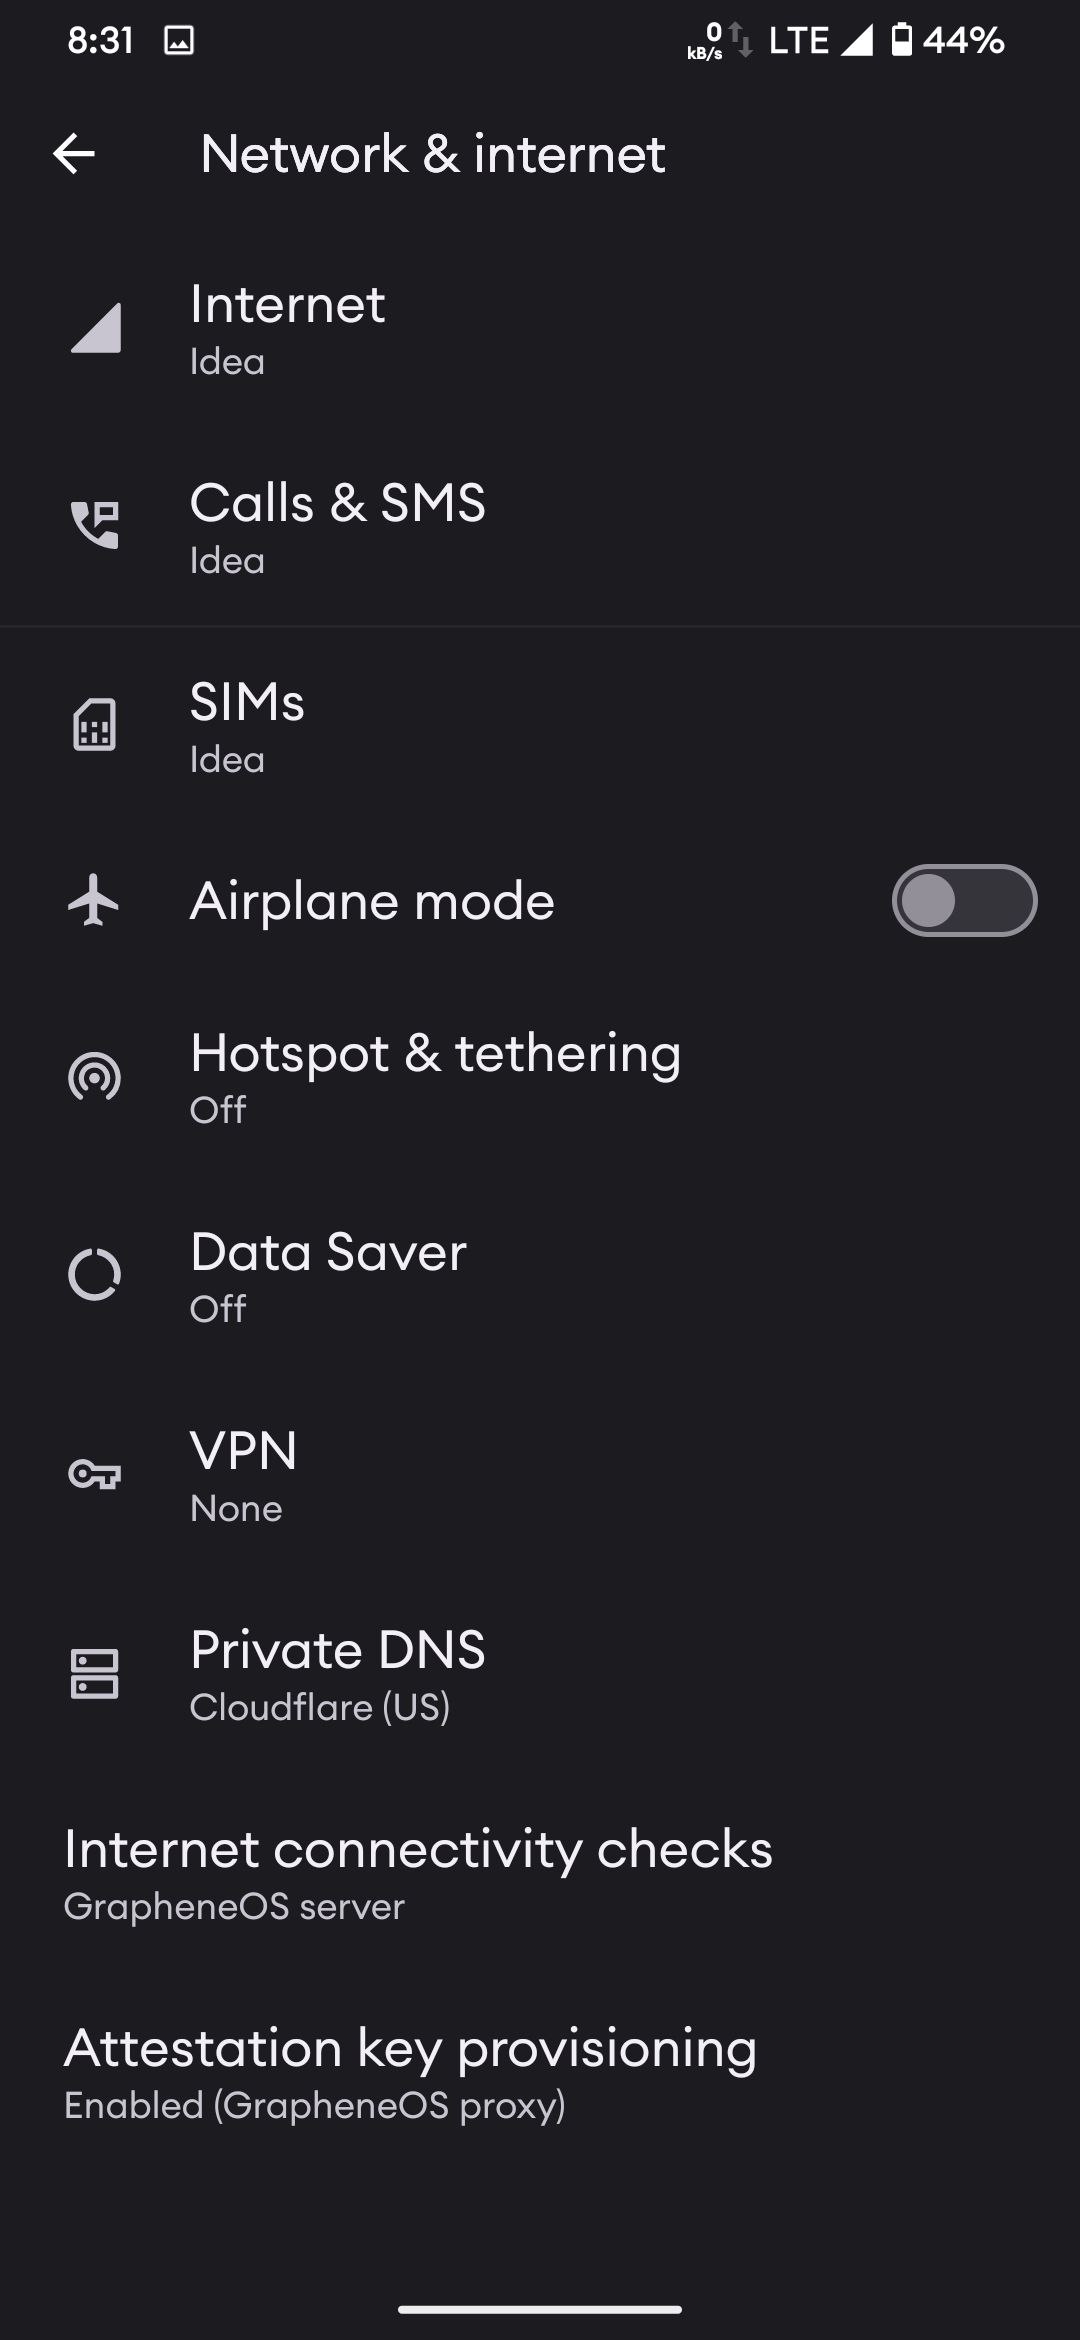 8:31
0 kB/s LTE 44%
Network & internet
Internet
Idea
Calls & SMS
Idea
SIMs
Idea
Airplane mode
Hotspot & tethering
Off
Data Saver
Off
VPN
None
Private DNS
Cloudflare (US)
Internet connectivity checks
GrapheneOS server
Attestation key provisioning
Enabled (GrapheneOS proxy)